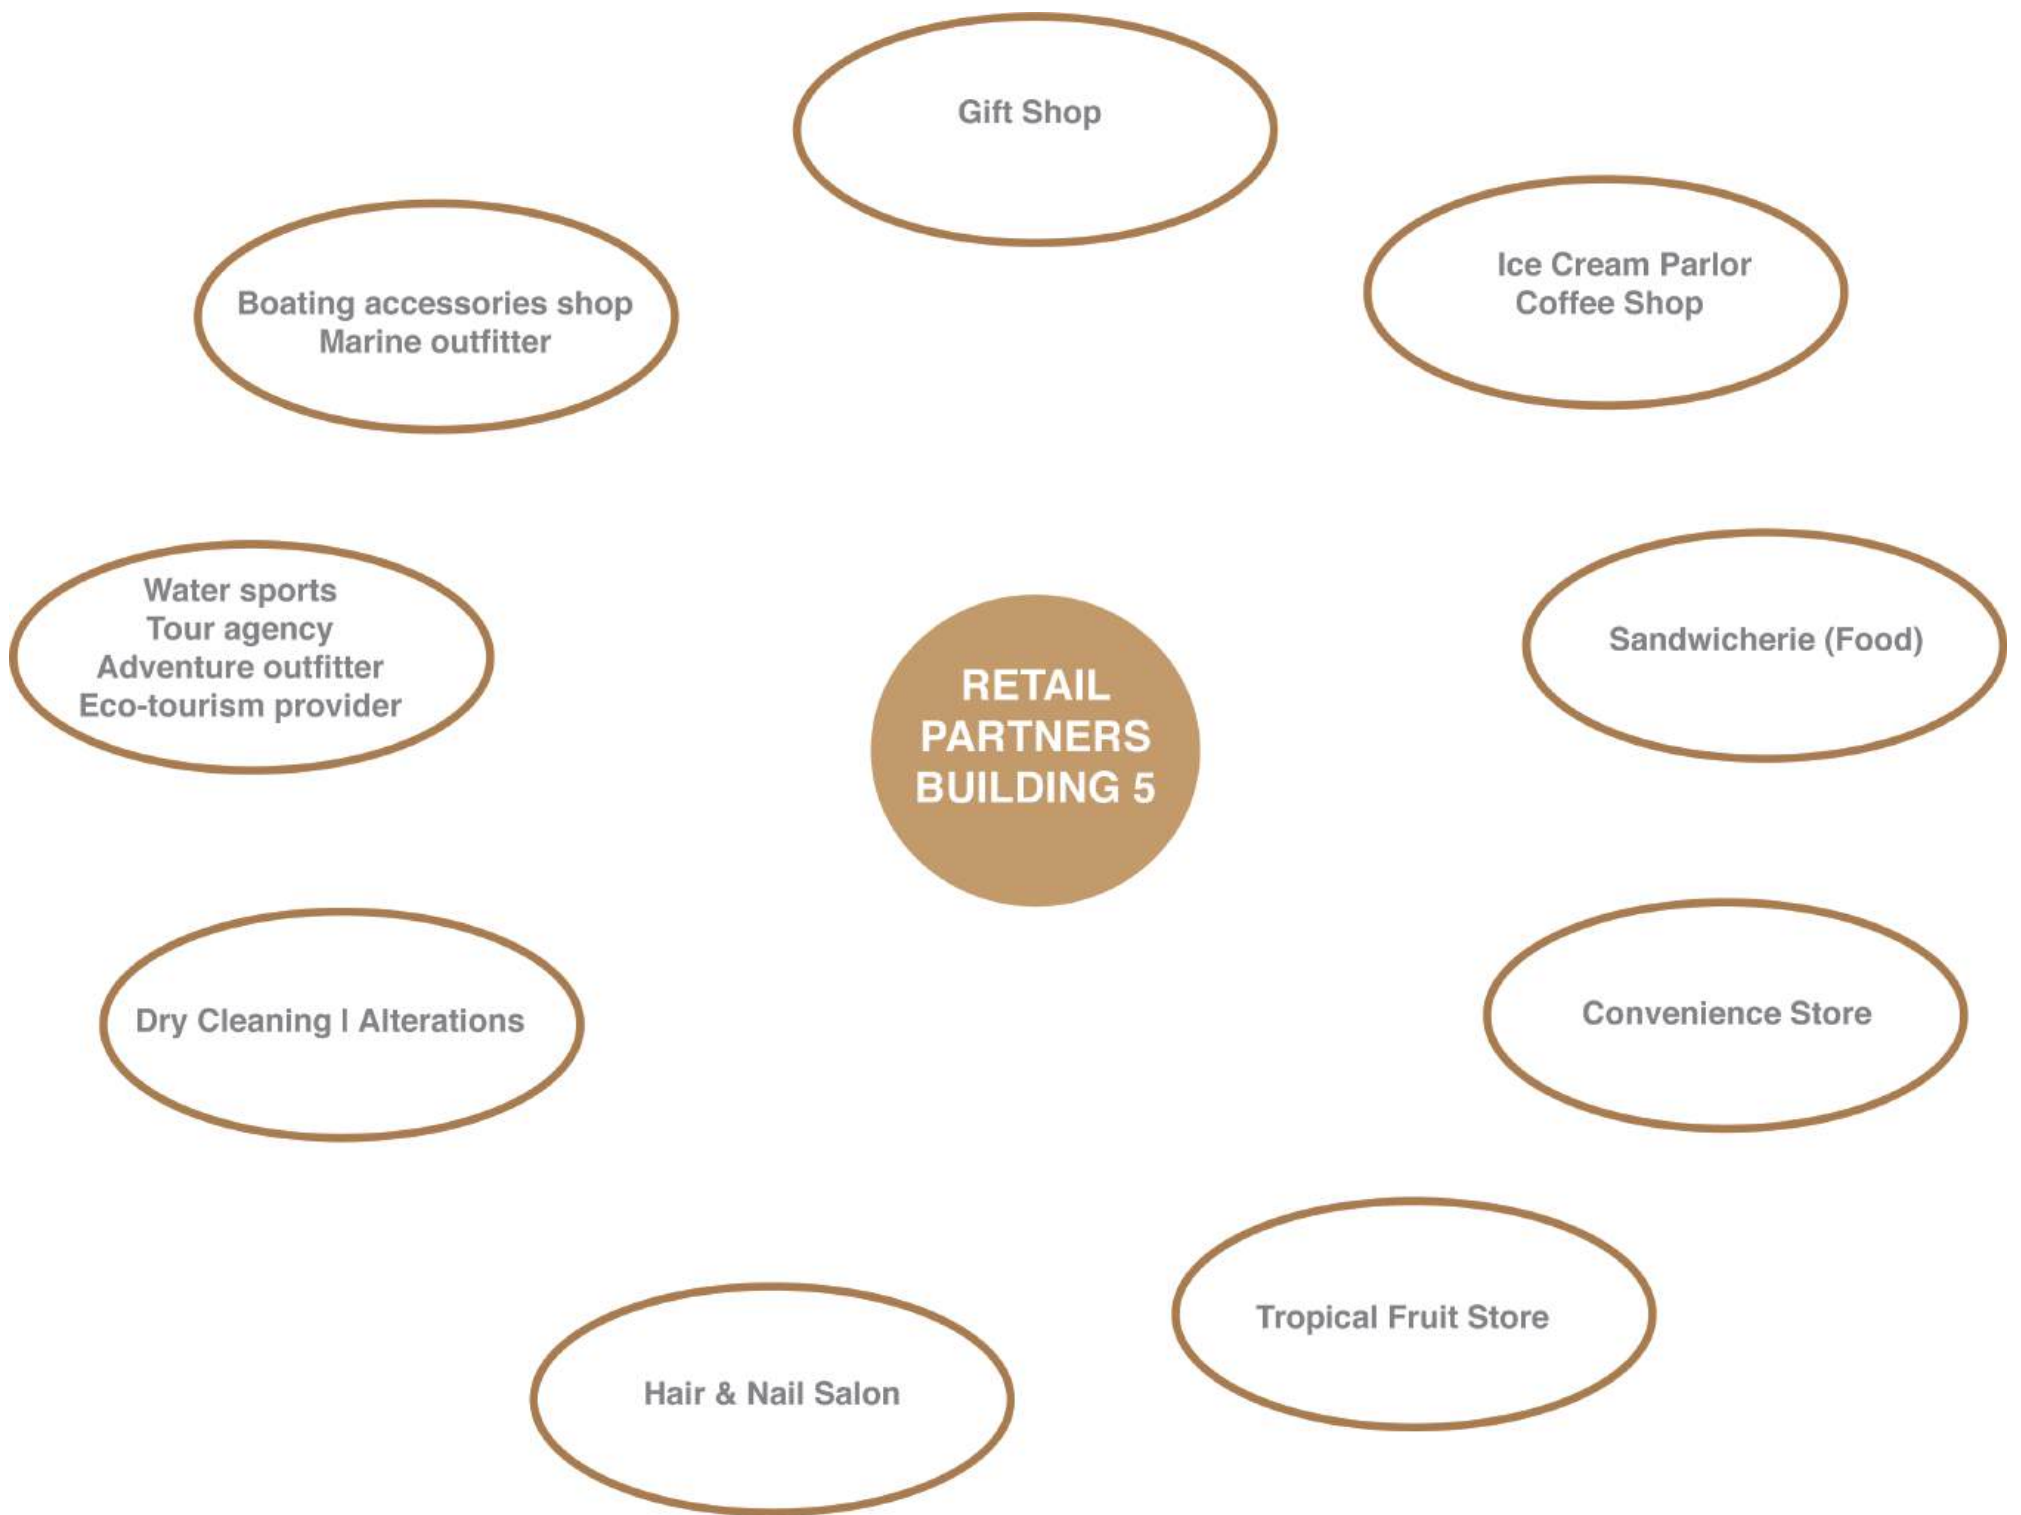 Gift Shop
Ice Cream Parlor
Coffee Shop
Boating accessories shop
Marine outfitter
Water sports
Tour agency
Adventure outfitter
Eco-tourism provider
Sandwicherie (Food)
RETAIL
PARTNERS
BUILDING 5
Dry Cleaning | Alterations
Convenience Store
Tropical Fruit Store
Hair & Nail Salon